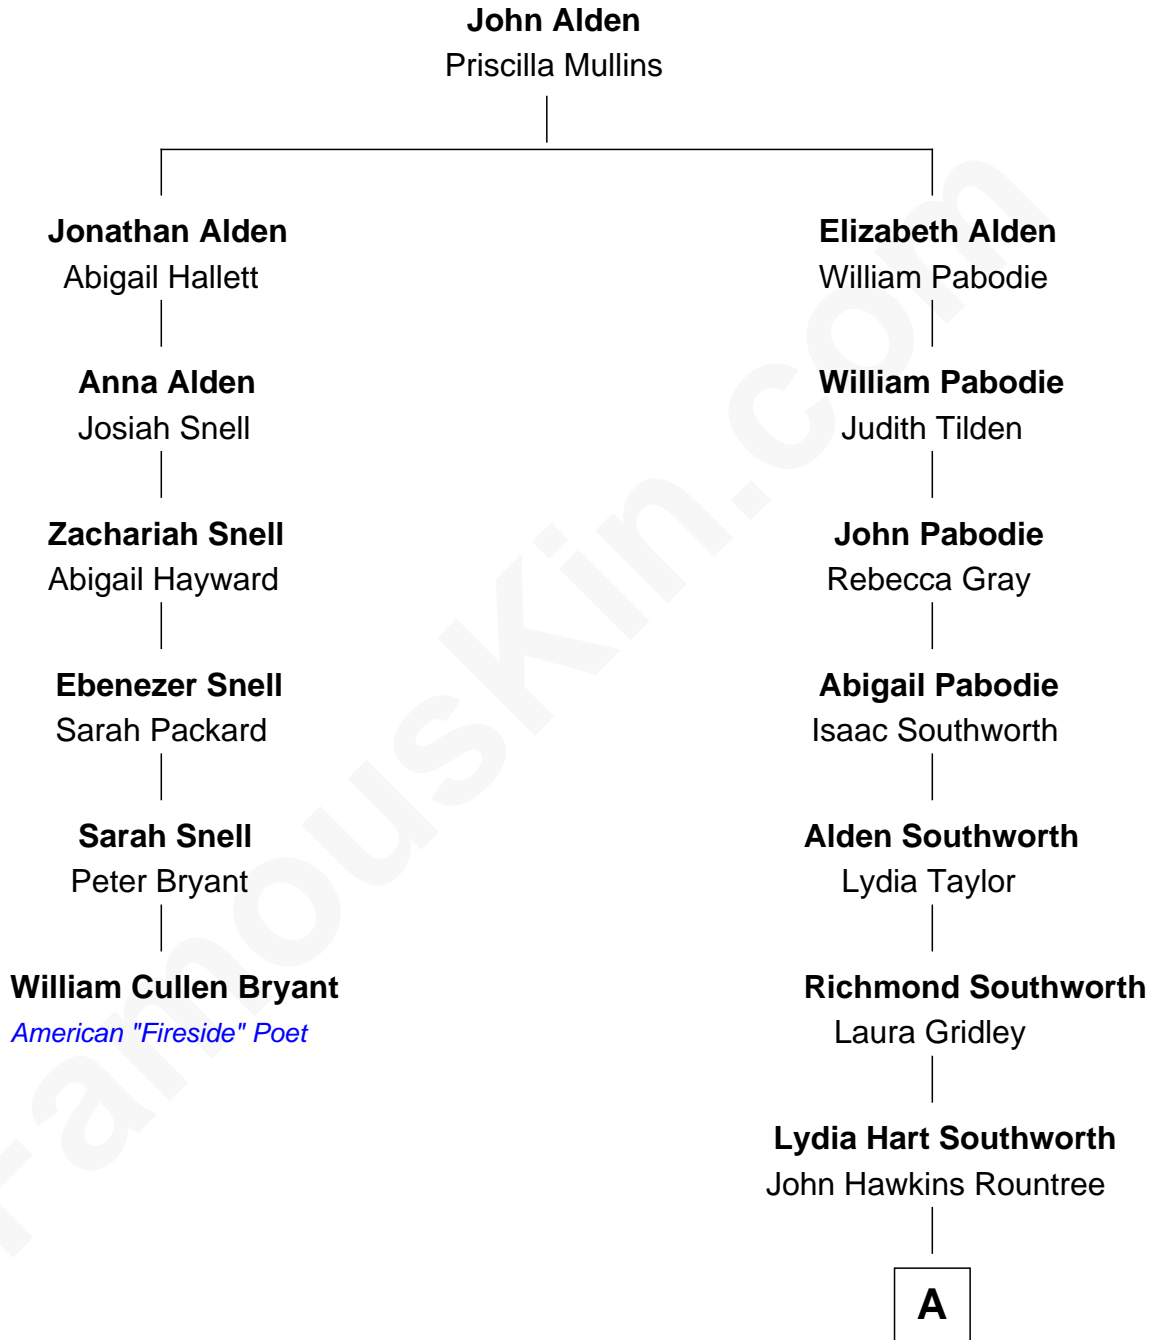 John Alden
Priscilla Mullins
Jonathan Alden
Abigail Hallett
Anna Alden
Josiah Snell
Zachariah Snell
Abigail Hayward
Ebenezer Snell
Sarah Packard
Sarah Snell
Peter Bryant
William Cullen Bryant
American "Fireside" Poet
Elizabeth Alden
William Pabodie
William Pabodie
Judith Tilden
John Pabodie
Rebecca Gray
Abigail Pabodie
Isaac Southworth
Alden Southworth
Lydia Taylor
Richmond Southworth
Laura Gridley
Lydia Hart Southworth
John Hawkins Rountree
A
FamousKin.com